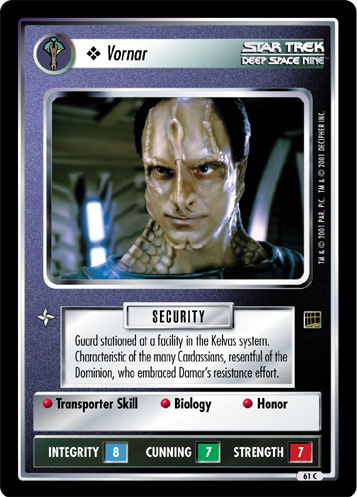 ❖ Vornar
STAR TREK
DEEP SPACE NINE™
TM & © 2001 PAR. PIC. TM & © 2001 DECIPHER INC.
SECURITY
Guard stationed at a facility in the Kelvas system.
Characteristic of the many Cardassians, resentful of the
Dominion, who embraced Damar's resistance effort.
Transporter Skill
Biology
Honor
INTEGRITY 8 CUNNING 7 STRENGTH 7
61 C